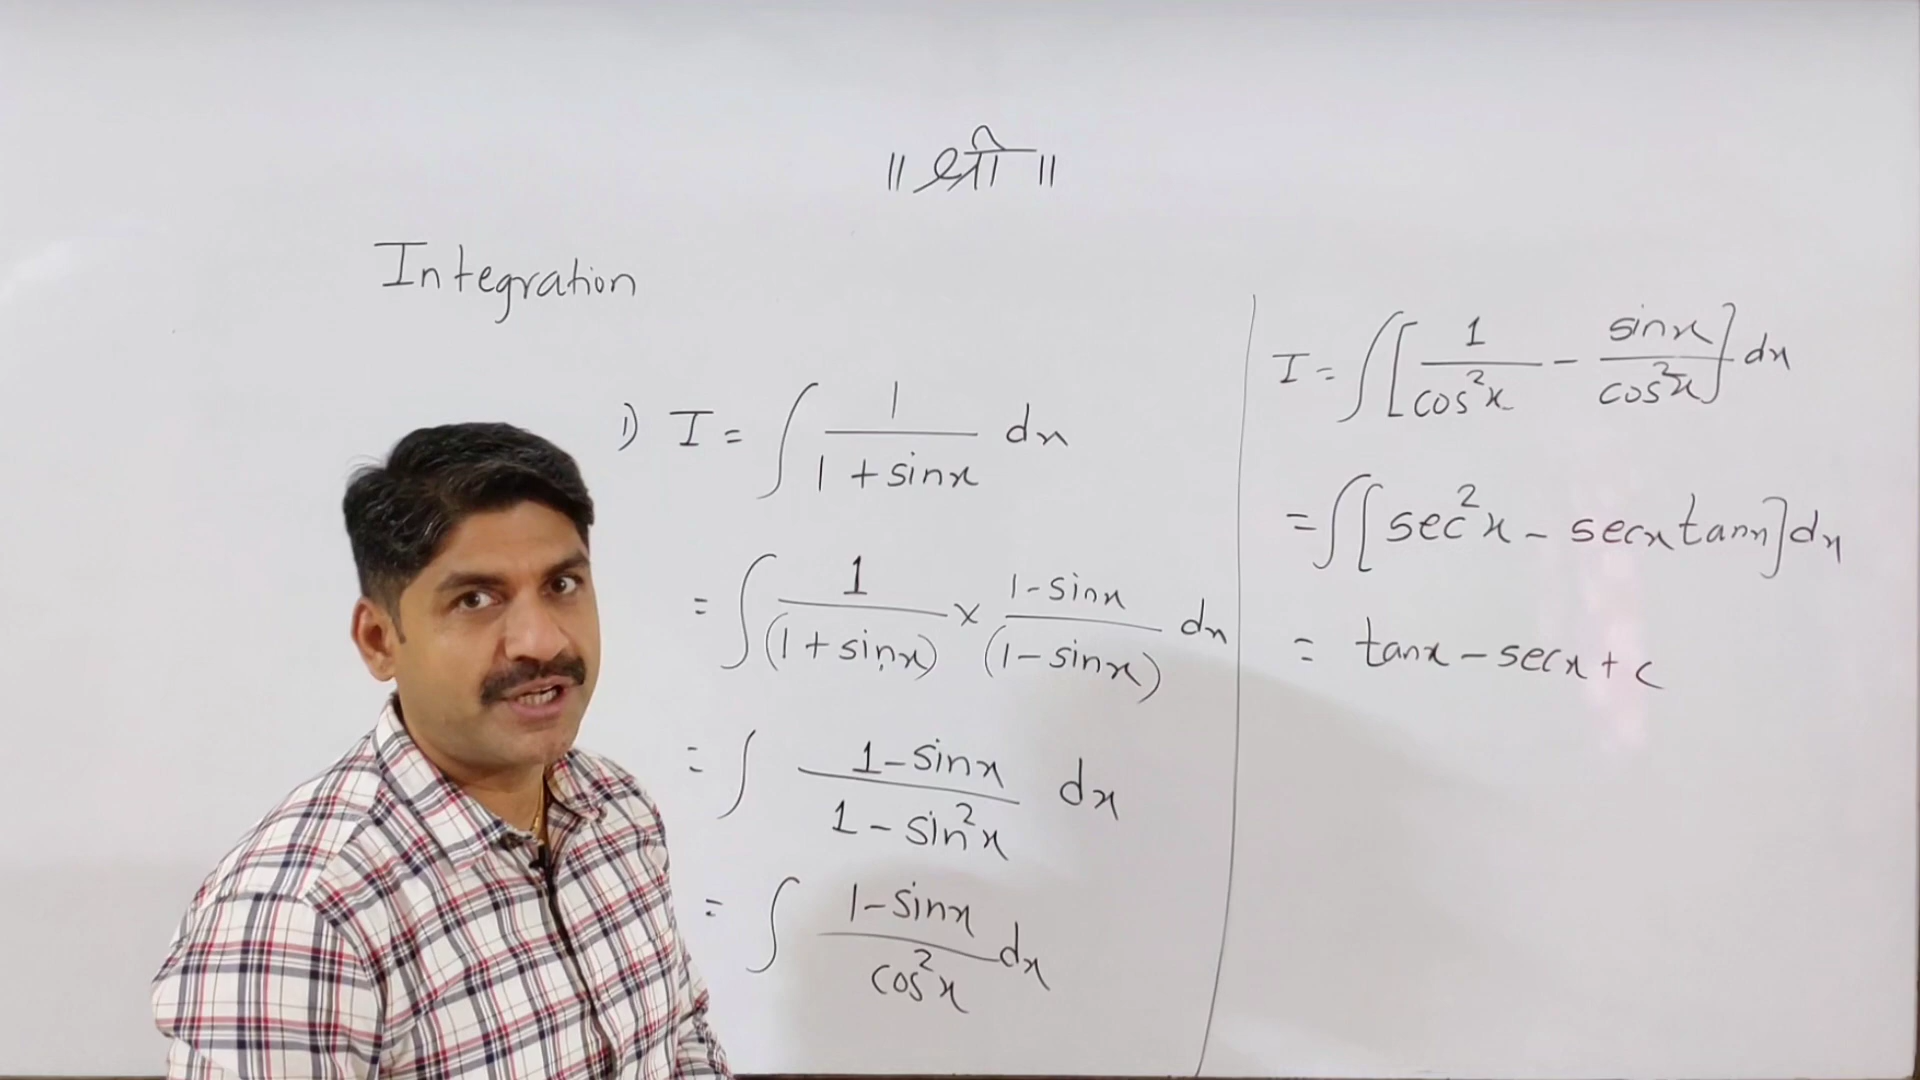 ॥ श्री ॥
Integration
1) I = ∫ 1/(1 + sinx) dx
= ∫ 1/(1 + sinx) × (1 - sinx)/(1 - sinx) dx
= ∫ (1 - sinx)/(1 - sin²x) dx
= ∫ (1 - sinx)/cos²x dx
I = ∫ [1/cos²x - sinx/cos²x] dx
= ∫ [sec²x - secx tanx] dx
= tanx - secx + c